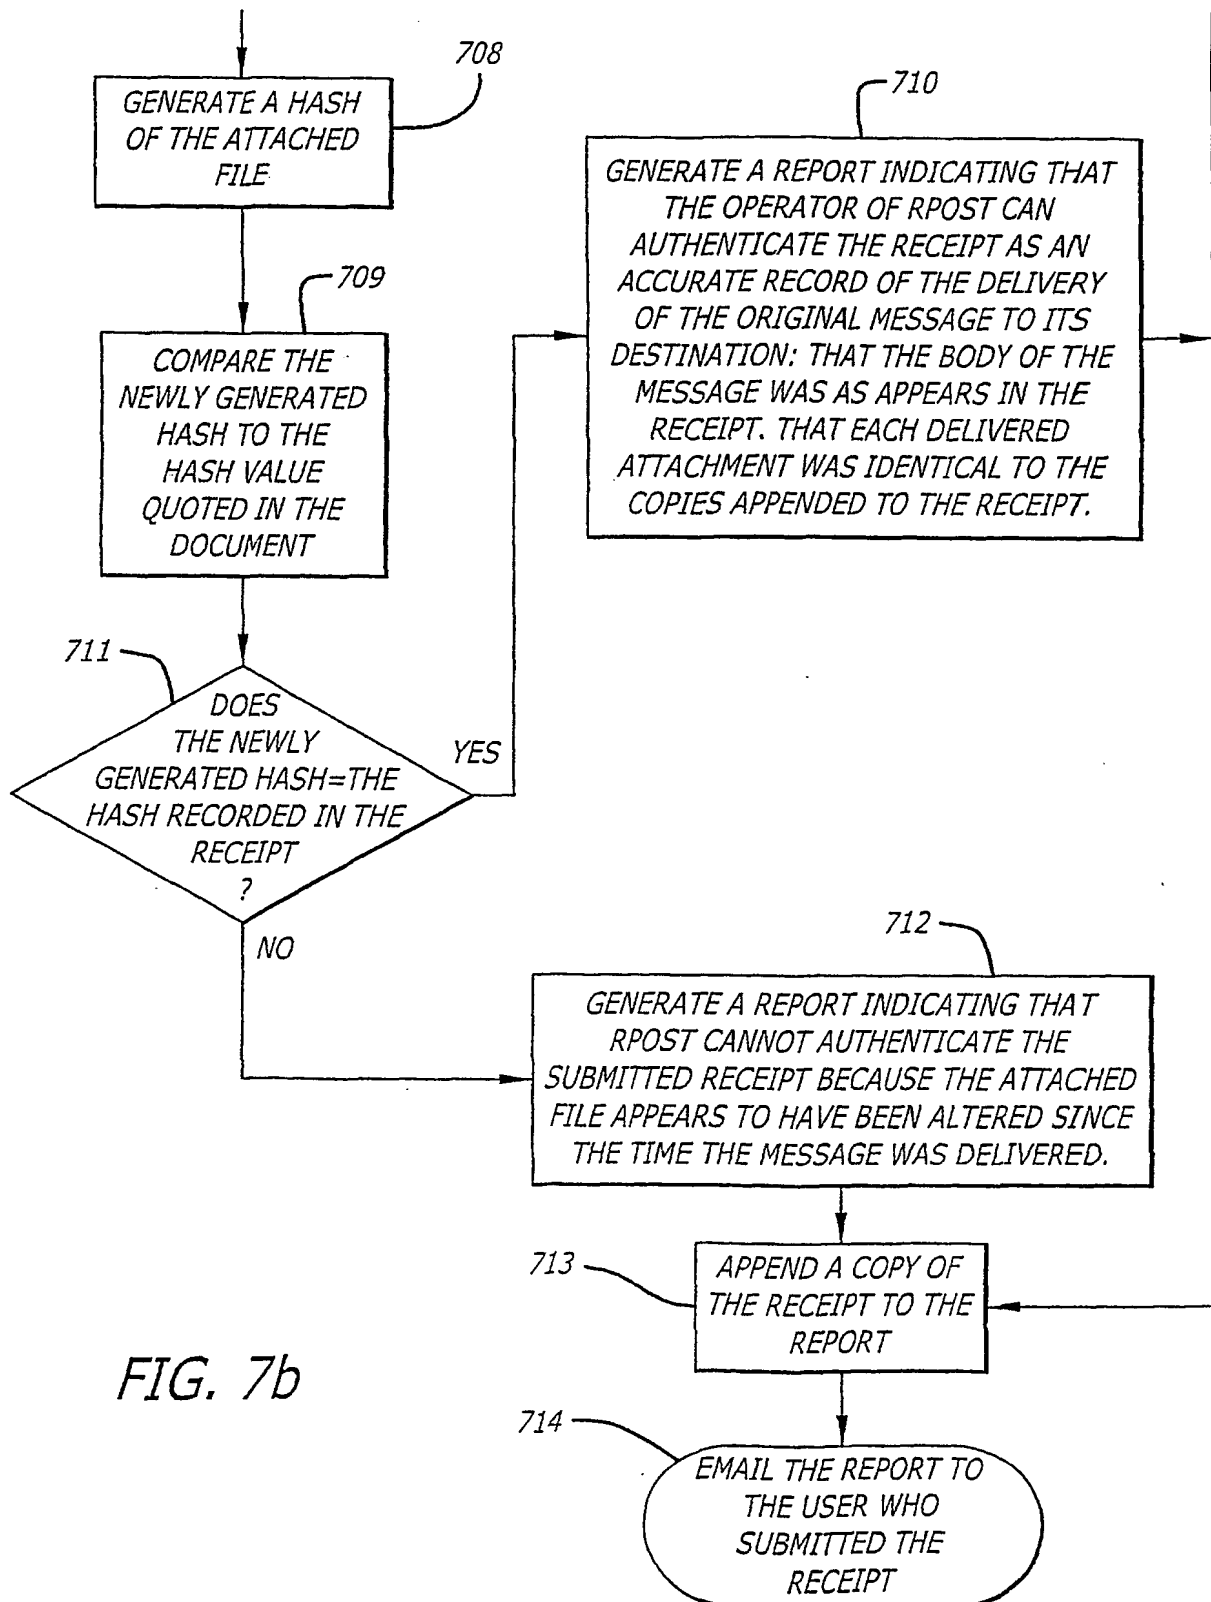 708
GENERATE A HASH
OF THE ATTACHED
FILE
709
COMPARE THE
NEWLY GENERATED
HASH TO THE
HASH VALUE
QUOTED IN THE
DOCUMENT
710
GENERATE A REPORT INDICATING THAT
THE OPERATOR OF RPOST CAN
AUTHENTICATE THE RECEIPT AS AN
ACCURATE RECORD OF THE DELIVERY
OF THE ORIGINAL MESSAGE TO ITS
DESTINATION: THAT THE BODY OF THE
MESSAGE WAS AS APPEARS IN THE
RECEIPT. THAT EACH DELIVERED
ATTACHMENT WAS IDENTICAL TO THE
COPIES APPENDED TO THE RECEIPT.
711
DOES
THE NEWLY
GENERATED HASH=THE
HASH RECORDED IN THE
RECEIPT
?
YES
NO
712
GENERATE A REPORT INDICATING THAT
RPOST CANNOT AUTHENTICATE THE
SUBMITTED RECEIPT BECAUSE THE ATTACHED
FILE APPEARS TO HAVE BEEN ALTERED SINCE
THE TIME THE MESSAGE WAS DELIVERED.
713
APPEND A COPY OF
THE RECEIPT TO THE
REPORT
714
EMAIL THE REPORT TO
THE USER WHO
SUBMITTED THE
RECEIPT
FIG. 7b